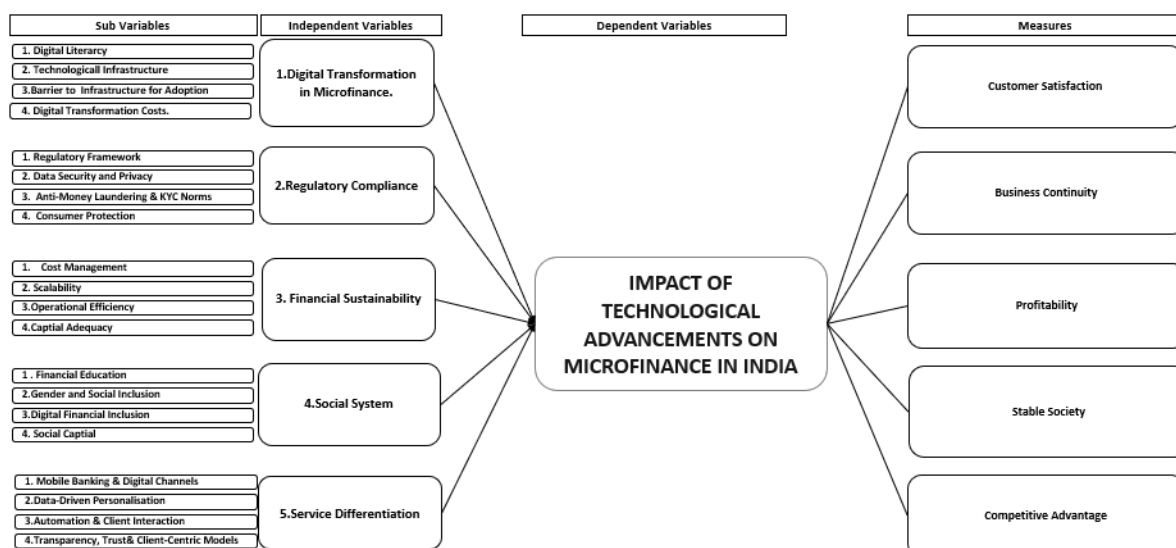 Sub Variables
Independent Variables
Dependent Variables
Measures
1. Digital Literarcy
2. Technologicall Infrastructure
3.Barrier to Infrastructure for Adoption
4. Digital Transformation Costs.
1.Digital Transformation
in Microfinance.
Customer Satisfaction
1. Regulatory Framework
2. Data Security and Privacy
3. Anti-Money Laundering & KYC Norms
4. Consumer Protection
2.Regulatory Compliance
Business Continuity
1. Cost Management
2. Scalability
3.Operational Efficiency
4.Captial Adequacy
3. Financial Sustainability
IMPACT OF
TECHNOLOGICAL
ADVANCEMENTS ON
MICROFINANCE IN INDIA
Profitability
1 . Financial Education
2.Gender and Social Inclusion
3.Digital Financial Inclusion
4. Social Captial
4.Social System
Stable Society
1. Mobile Banking & Digital Channels
2.Data-Driven Personalisation
3.Automation & Client Interaction
4.Transparency, Trust& Client-Centric Models
5.Service Differentiation
Competitive Advantage